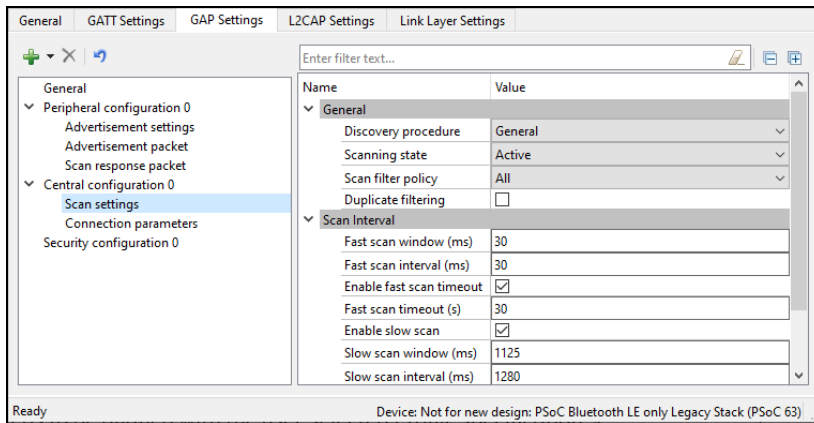 General GATT Settings GAP Settings L2CAP Settings Link Layer Settings
Enter filter text...
General
Peripheral configuration 0
Advertisement settings
Advertisement packet
Scan response packet
Central configuration 0
Scan settings
Connection parameters
Security configuration 0
Name Value
General
Discovery procedure General
Scanning state Active
Scan filter policy All
Duplicate filtering
Scan Interval
Fast scan window (ms) 30
Fast scan interval (ms) 30
Enable fast scan timeout
Fast scan timeout (s) 30
Enable slow scan
Slow scan window (ms) 1125
Slow scan interval (ms) 1280
Ready Device: Not for new design: PSoC Bluetooth LE only Legacy Stack (PSoC 63)